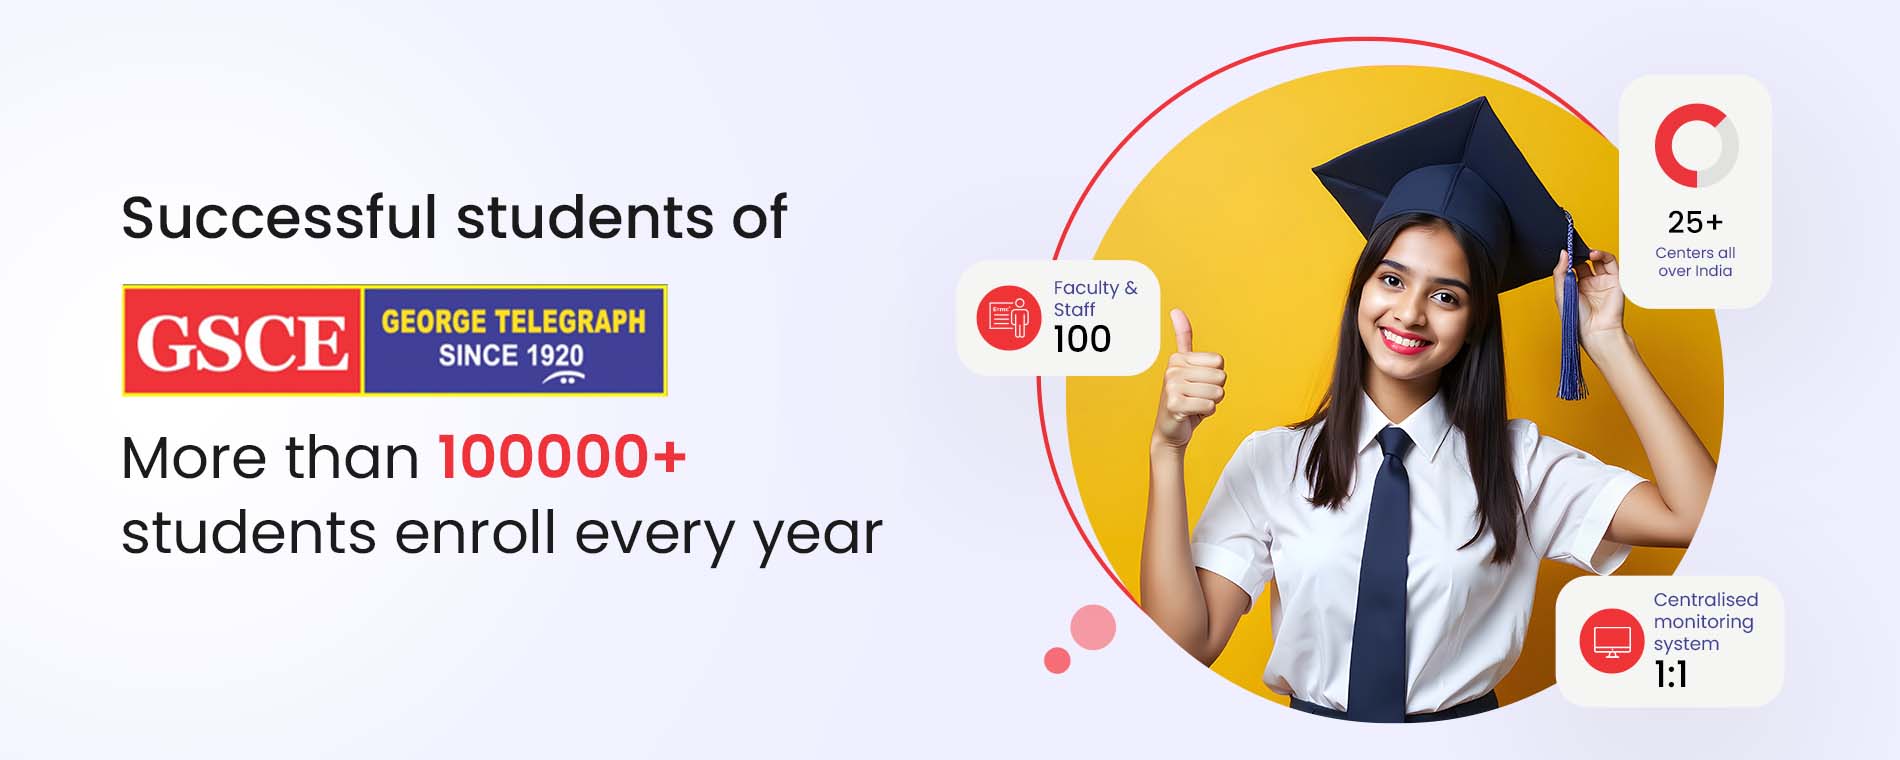 Successful students of
GSCE
GEORGE TELEGRAPH
SINCE 1920
More than 100000+
students enroll every year
Faculty &
Staff
100
25+
Centers all
over India
Centralised
monitoring
system
1:1